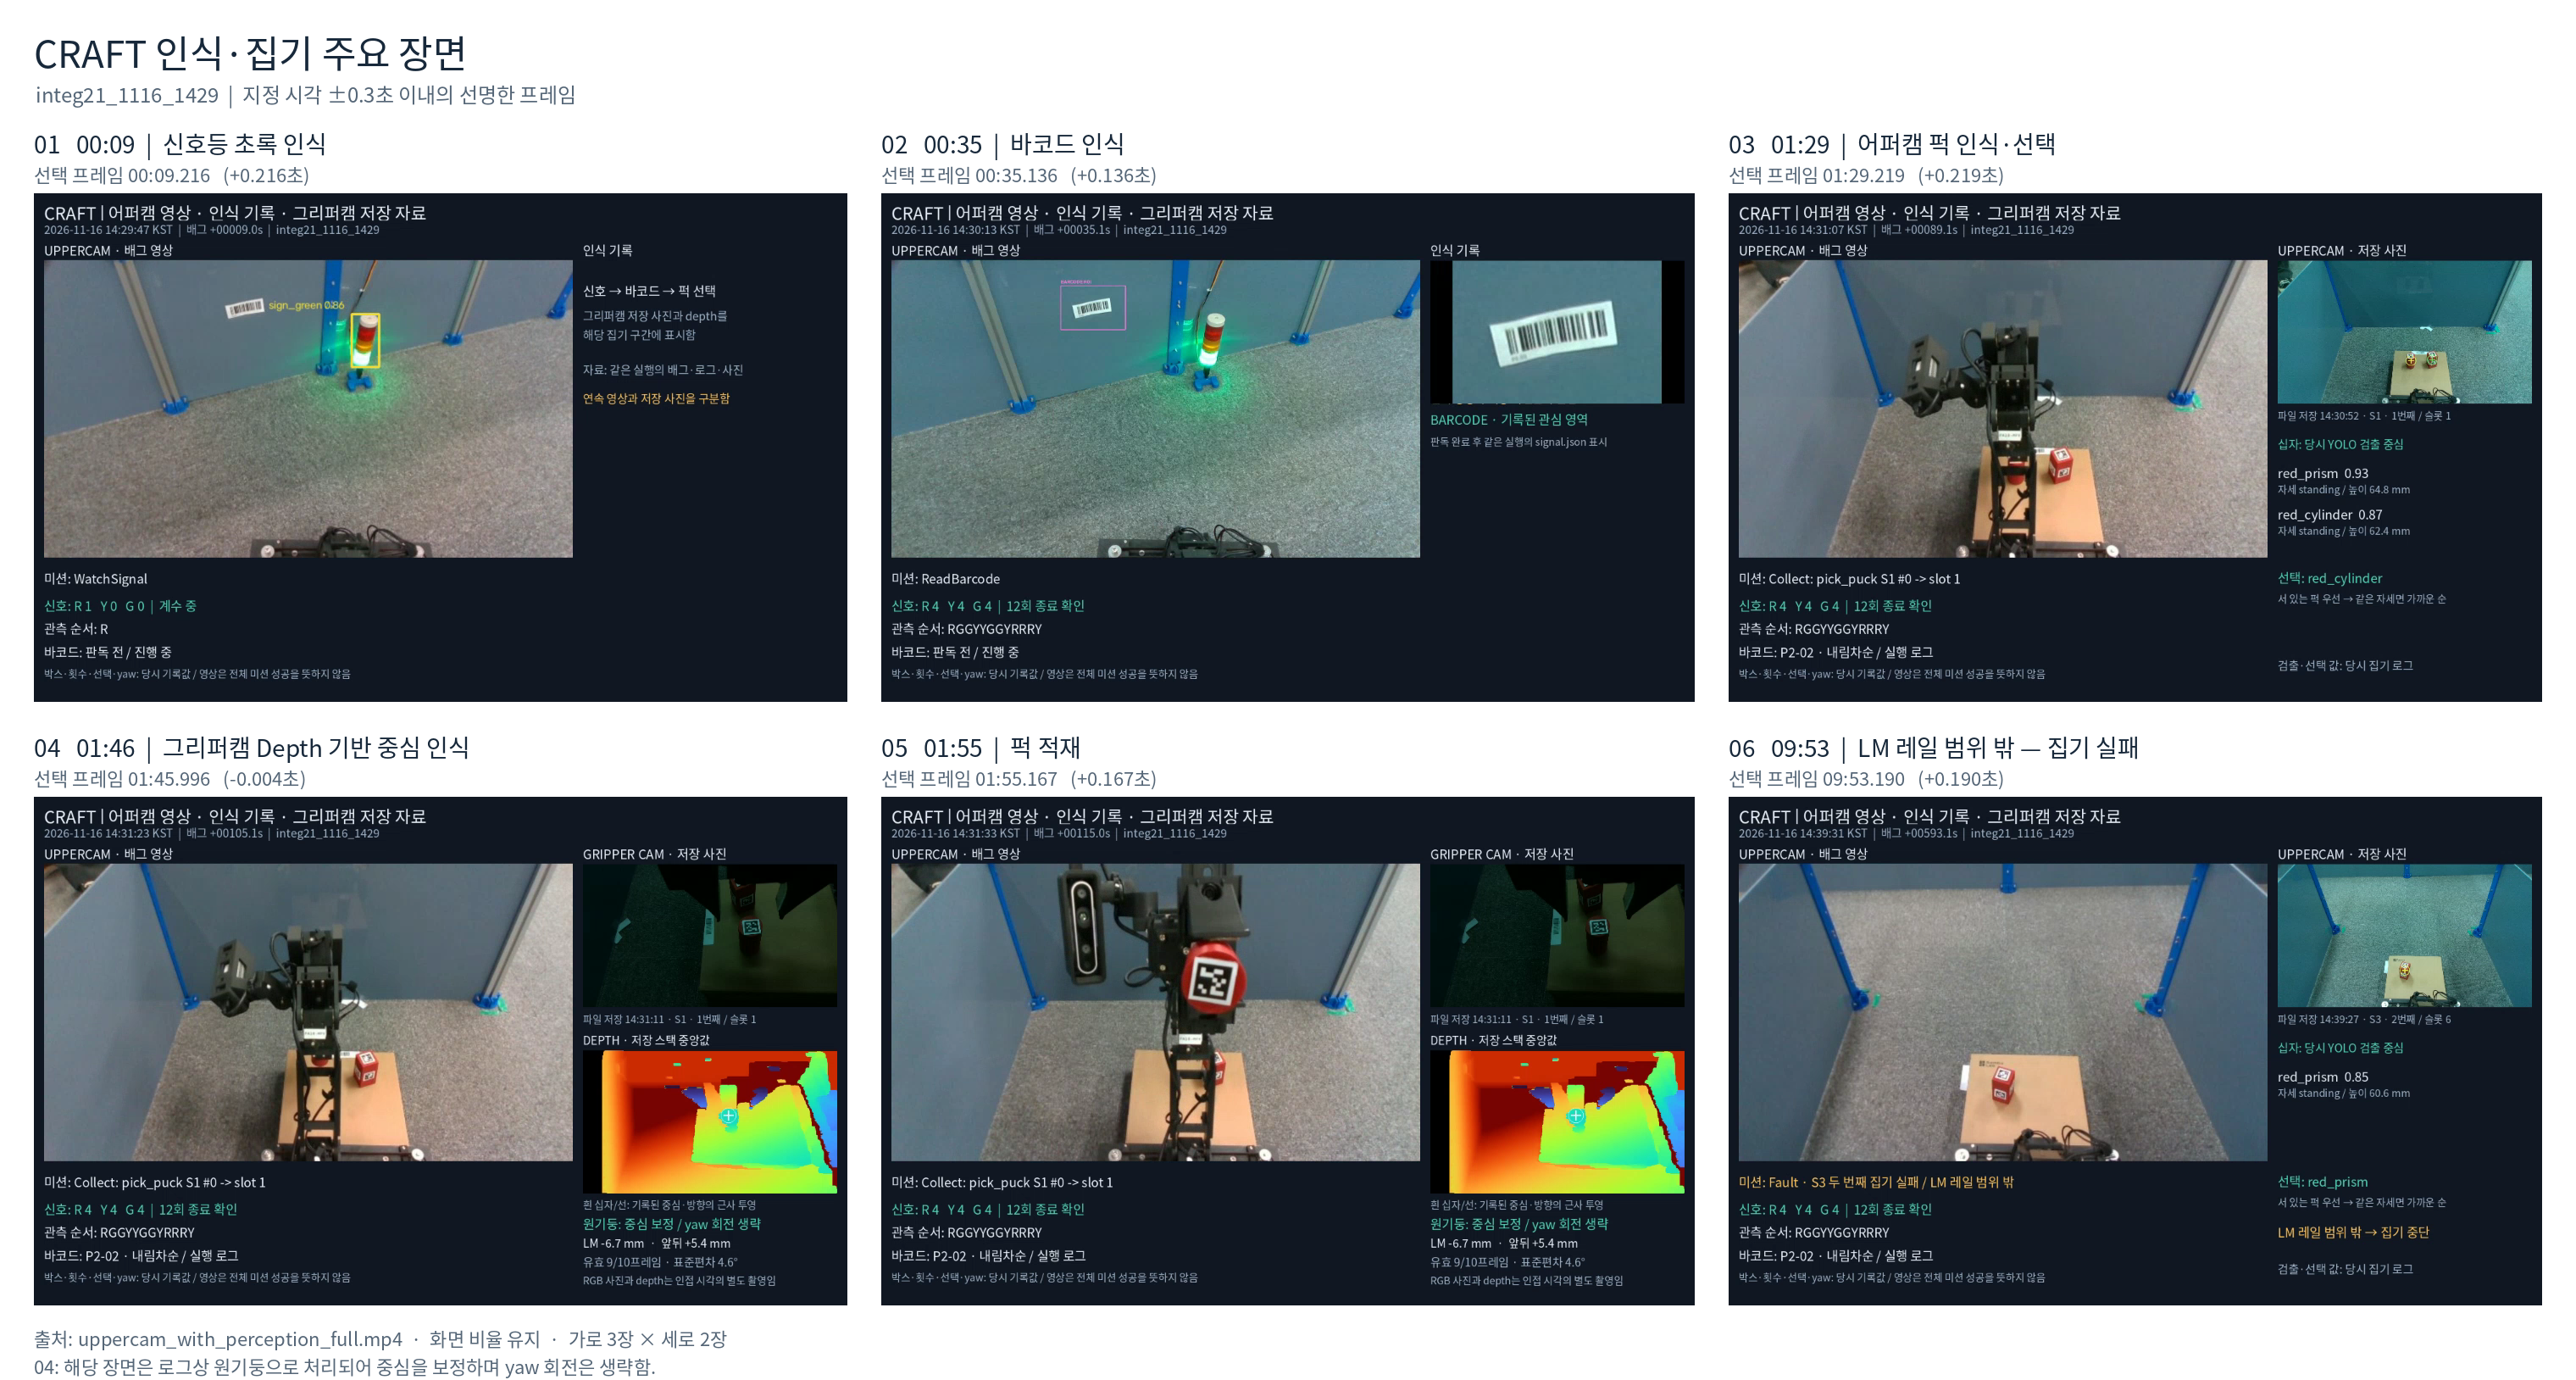 CRAFT 인식·집기 주요 장면
integ21_1116_1429 | 지정 시각 ±0.3초 이내의 선명한 프레임
01 00:09 | 신호등 초록 인식
선택 프레임 00:09.216 (+0.216초)
CRAFT | 어퍼캠 영상 · 인식 기록 · 그리퍼캠 저장 자료
2026-11-16 14:29:47 KST | 배그 +00009.0s | integ21_1116_1429
UPPERCAM · 배그 영상
인식 기록
sign_green 0.86
신호 → 바코드 → 퍽 선택
그리퍼캠 저장 사진과 depth를
해당 집기 구간에 표시함
자료: 같은 실행의 배그·로그·사진
연속 영상과 저장 사진을 구분함
미션: WatchSignal
신호: R 1 Y 0 G 0 | 계수 중
관측 순서: R
바코드: 판독 전 / 진행 중
박스·횟수·선택·yaw: 당시 기록값 / 영상은 전체 미션 성공을 뜻하지 않음
02 00:35 | 바코드 인식
선택 프레임 00:35.136 (+0.136초)
CRAFT | 어퍼캠 영상 · 인식 기록 · 그리퍼캠 저장 자료
2026-11-16 14:30:13 KST | 배그 +00035.1s | integ21_1116_1429
UPPERCAM · 배그 영상
인식 기록
BARCODE · 기록된 관심 영역
판독 완료 후 같은 실행의 signal.json 표시
미션: ReadBarcode
신호: R 4 Y 4 G 4 | 12회 종료 확인
관측 순서: RGGYYGGYRRRY
바코드: 판독 전 / 진행 중
박스·횟수·선택·yaw: 당시 기록값 / 영상은 전체 미션 성공을 뜻하지 않음
03 01:29 | 어퍼캠 퍽 인식·선택
선택 프레임 01:29.219 (+0.219초)
CRAFT | 어퍼캠 영상 · 인식 기록 · 그리퍼캠 저장 자료
2026-11-16 14:31:07 KST | 배그 +00089.1s | integ21_1116_1429
UPPERCAM · 배그 영상
UPPERCAM · 저장 사진
파일 저장 14:30:52 · S1 · 1번째 / 슬롯 1
십자: 당시 YOLO 검출 중심
red_prism 0.93
자세 standing / 높이 64.8 mm
red_cylinder 0.87
자세 standing / 높이 62.4 mm
미션: Collect: pick_puck S1 #0 -> slot 1
선택: red_cylinder
신호: R 4 Y 4 G 4 | 12회 종료 확인
서 있는 퍽 우선 → 같은 자세면 가까운 순
관측 순서: RGGYYGGYRRRY
바코드: P2-02 · 내림차순 / 실행 로그
박스·횟수·선택·yaw: 당시 기록값 / 영상은 전체 미션 성공을 뜻하지 않음
검출·선택 값: 당시 집기 로그
04 01:46 | 그리퍼캠 Depth 기반 중심 인식
선택 프레임 01:45.996 (-0.004초)
CRAFT | 어퍼캠 영상 · 인식 기록 · 그리퍼캠 저장 자료
2026-11-16 14:31:23 KST | 배그 +00105.1s | integ21_1116_1429
UPPERCAM · 배그 영상
GRIPPER CAM · 저장 사진
파일 저장 14:31:11 · S1 · 1번째 / 슬롯 1
DEPTH · 저장 스택 중앙값
흰 십자/선: 기록된 중심·방향의 근사 투영
원기둥: 중심 보정 / yaw 회전 생략
LM -6.7 mm · 앞뒤 +5.4 mm
유효 9/10프레임 · 표준편차 4.6°
RGB 사진과 depth는 인접 시각의 별도 촬영임
미션: Collect: pick_puck S1 #0 -> slot 1
신호: R 4 Y 4 G 4 | 12회 종료 확인
관측 순서: RGGYYGGYRRRY
바코드: P2-02 · 내림차순 / 실행 로그
박스·횟수·선택·yaw: 당시 기록값 / 영상은 전체 미션 성공을 뜻하지 않음
05 01:55 | 퍽 적재
선택 프레임 01:55.167 (+0.167초)
CRAFT | 어퍼캠 영상 · 인식 기록 · 그리퍼캠 저장 자료
2026-11-16 14:31:33 KST | 배그 +00115.0s | integ21_1116_1429
UPPERCAM · 배그 영상
GRIPPER CAM · 저장 사진
파일 저장 14:31:11 · S1 · 1번째 / 슬롯 1
DEPTH · 저장 스택 중앙값
흰 십자/선: 기록된 중심·방향의 근사 투영
원기둥: 중심 보정 / yaw 회전 생략
LM -6.7 mm · 앞뒤 +5.4 mm
유효 9/10프레임 · 표준편차 4.6°
RGB 사진과 depth는 인접 시각의 별도 촬영임
미션: Collect: pick_puck S1 #0 -> slot 1
신호: R 4 Y 4 G 4 | 12회 종료 확인
관측 순서: RGGYYGGYRRRY
바코드: P2-02 · 내림차순 / 실행 로그
박스·횟수·선택·yaw: 당시 기록값 / 영상은 전체 미션 성공을 뜻하지 않음
06 09:53 | LM 레일 범위 밖 — 집기 실패
선택 프레임 09:53.190 (+0.190초)
CRAFT | 어퍼캠 영상 · 인식 기록 · 그리퍼캠 저장 자료
2026-11-16 14:39:31 KST | 배그 +00593.1s | integ21_1116_1429
UPPERCAM · 배그 영상
UPPERCAM · 저장 사진
파일 저장 14:39:27 · S3 · 2번째 / 슬롯 6
십자: 당시 YOLO 검출 중심
red_prism 0.85
자세 standing / 높이 60.6 mm
미션: Fault · S3 두 번째 집기 실패 / LM 레일 범위 밖
선택: red_prism
신호: R 4 Y 4 G 4 | 12회 종료 확인
서 있는 퍽 우선 → 같은 자세면 가까운 순
관측 순서: RGGYYGGYRRRY
LM 레일 범위 밖 → 집기 중단
바코드: P2-02 · 내림차순 / 실행 로그
박스·횟수·선택·yaw: 당시 기록값 / 영상은 전체 미션 성공을 뜻하지 않음
검출·선택 값: 당시 집기 로그
출처: uppercam_with_perception_full.mp4 · 화면 비율 유지 · 가로 3장 × 세로 2장
04: 해당 장면은 로그상 원기둥으로 처리되어 중심을 보정하며 yaw 회전은 생략함.